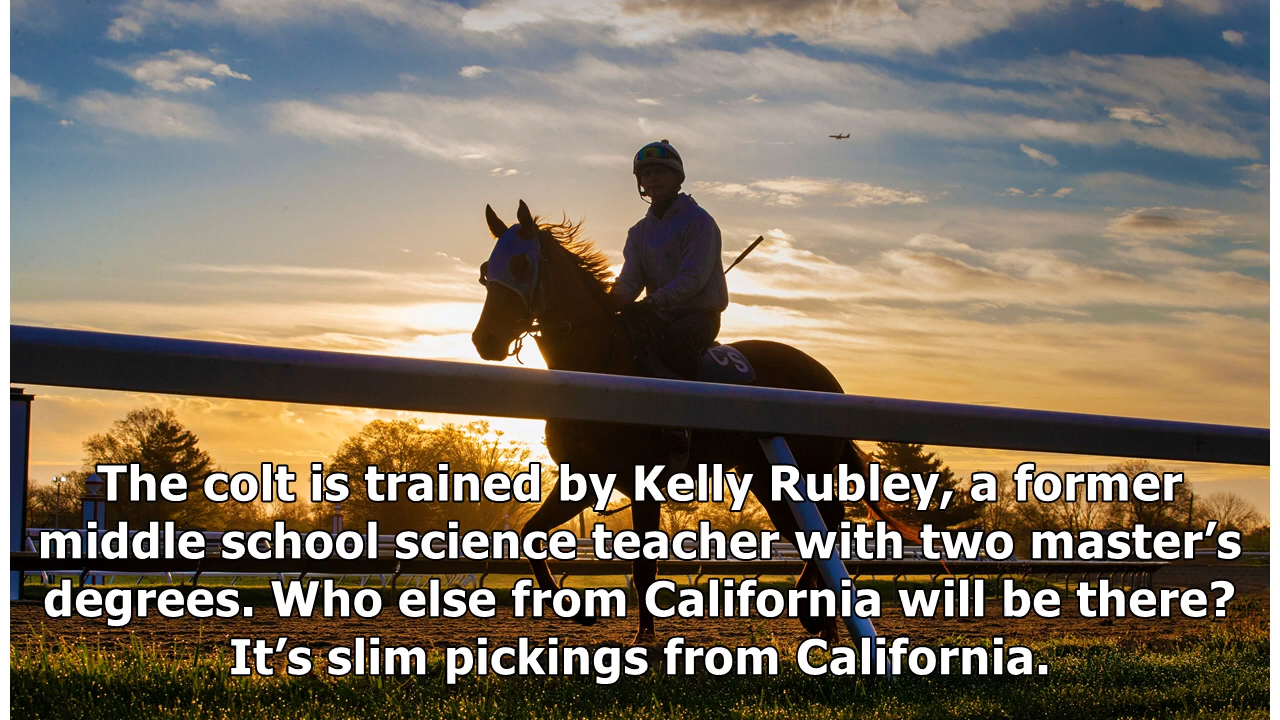 CS
The colt is trained by Kelly Rubley, a former
middle school science teacher with two master’s
degrees. Who else from California will be there?
It’s slim pickings from California.